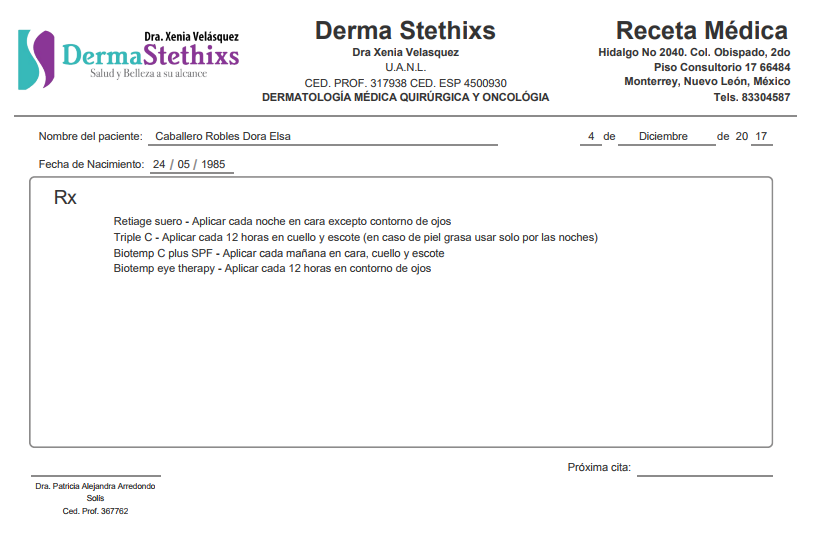 Dra. Xenia Velásquez
DermaStethixs
Salud y Belleza a su alcance
Derma Stethixs
Dra Xenia Velasquez
U.A.N.L.
CED. PROF. 317938 CED. ESP 4500930
DERMATOLOGÍA MÉDICA QUIRÚRGICA Y ONCOLÓGIA
Receta Médica
Hidalgo No 2040. Col. Obispado, 2do
Piso Consultorio 17 66484
Monterrey, Nuevo León, México
Tels. 83304587
Nombre del paciente: Caballero Robles Dora Elsa 4 de Diciembre de 20 17
Fecha de Nacimiento: 24 / 05 / 1985
Rx
Retiage suero - Aplicar cada noche en cara excepto contorno de ojos
Triple C - Aplicar cada 12 horas en cuello y escote (en caso de piel grasa usar solo por las noches)
Biotemp C plus SPF - Aplicar cada mañana en cara, cuello y escote
Biotemp eye therapy - Aplicar cada 12 horas en contorno de ojos
Próxima cita:
Dra. Patricia Alejandra Arredondo
Solís
Ced. Prof. 367762